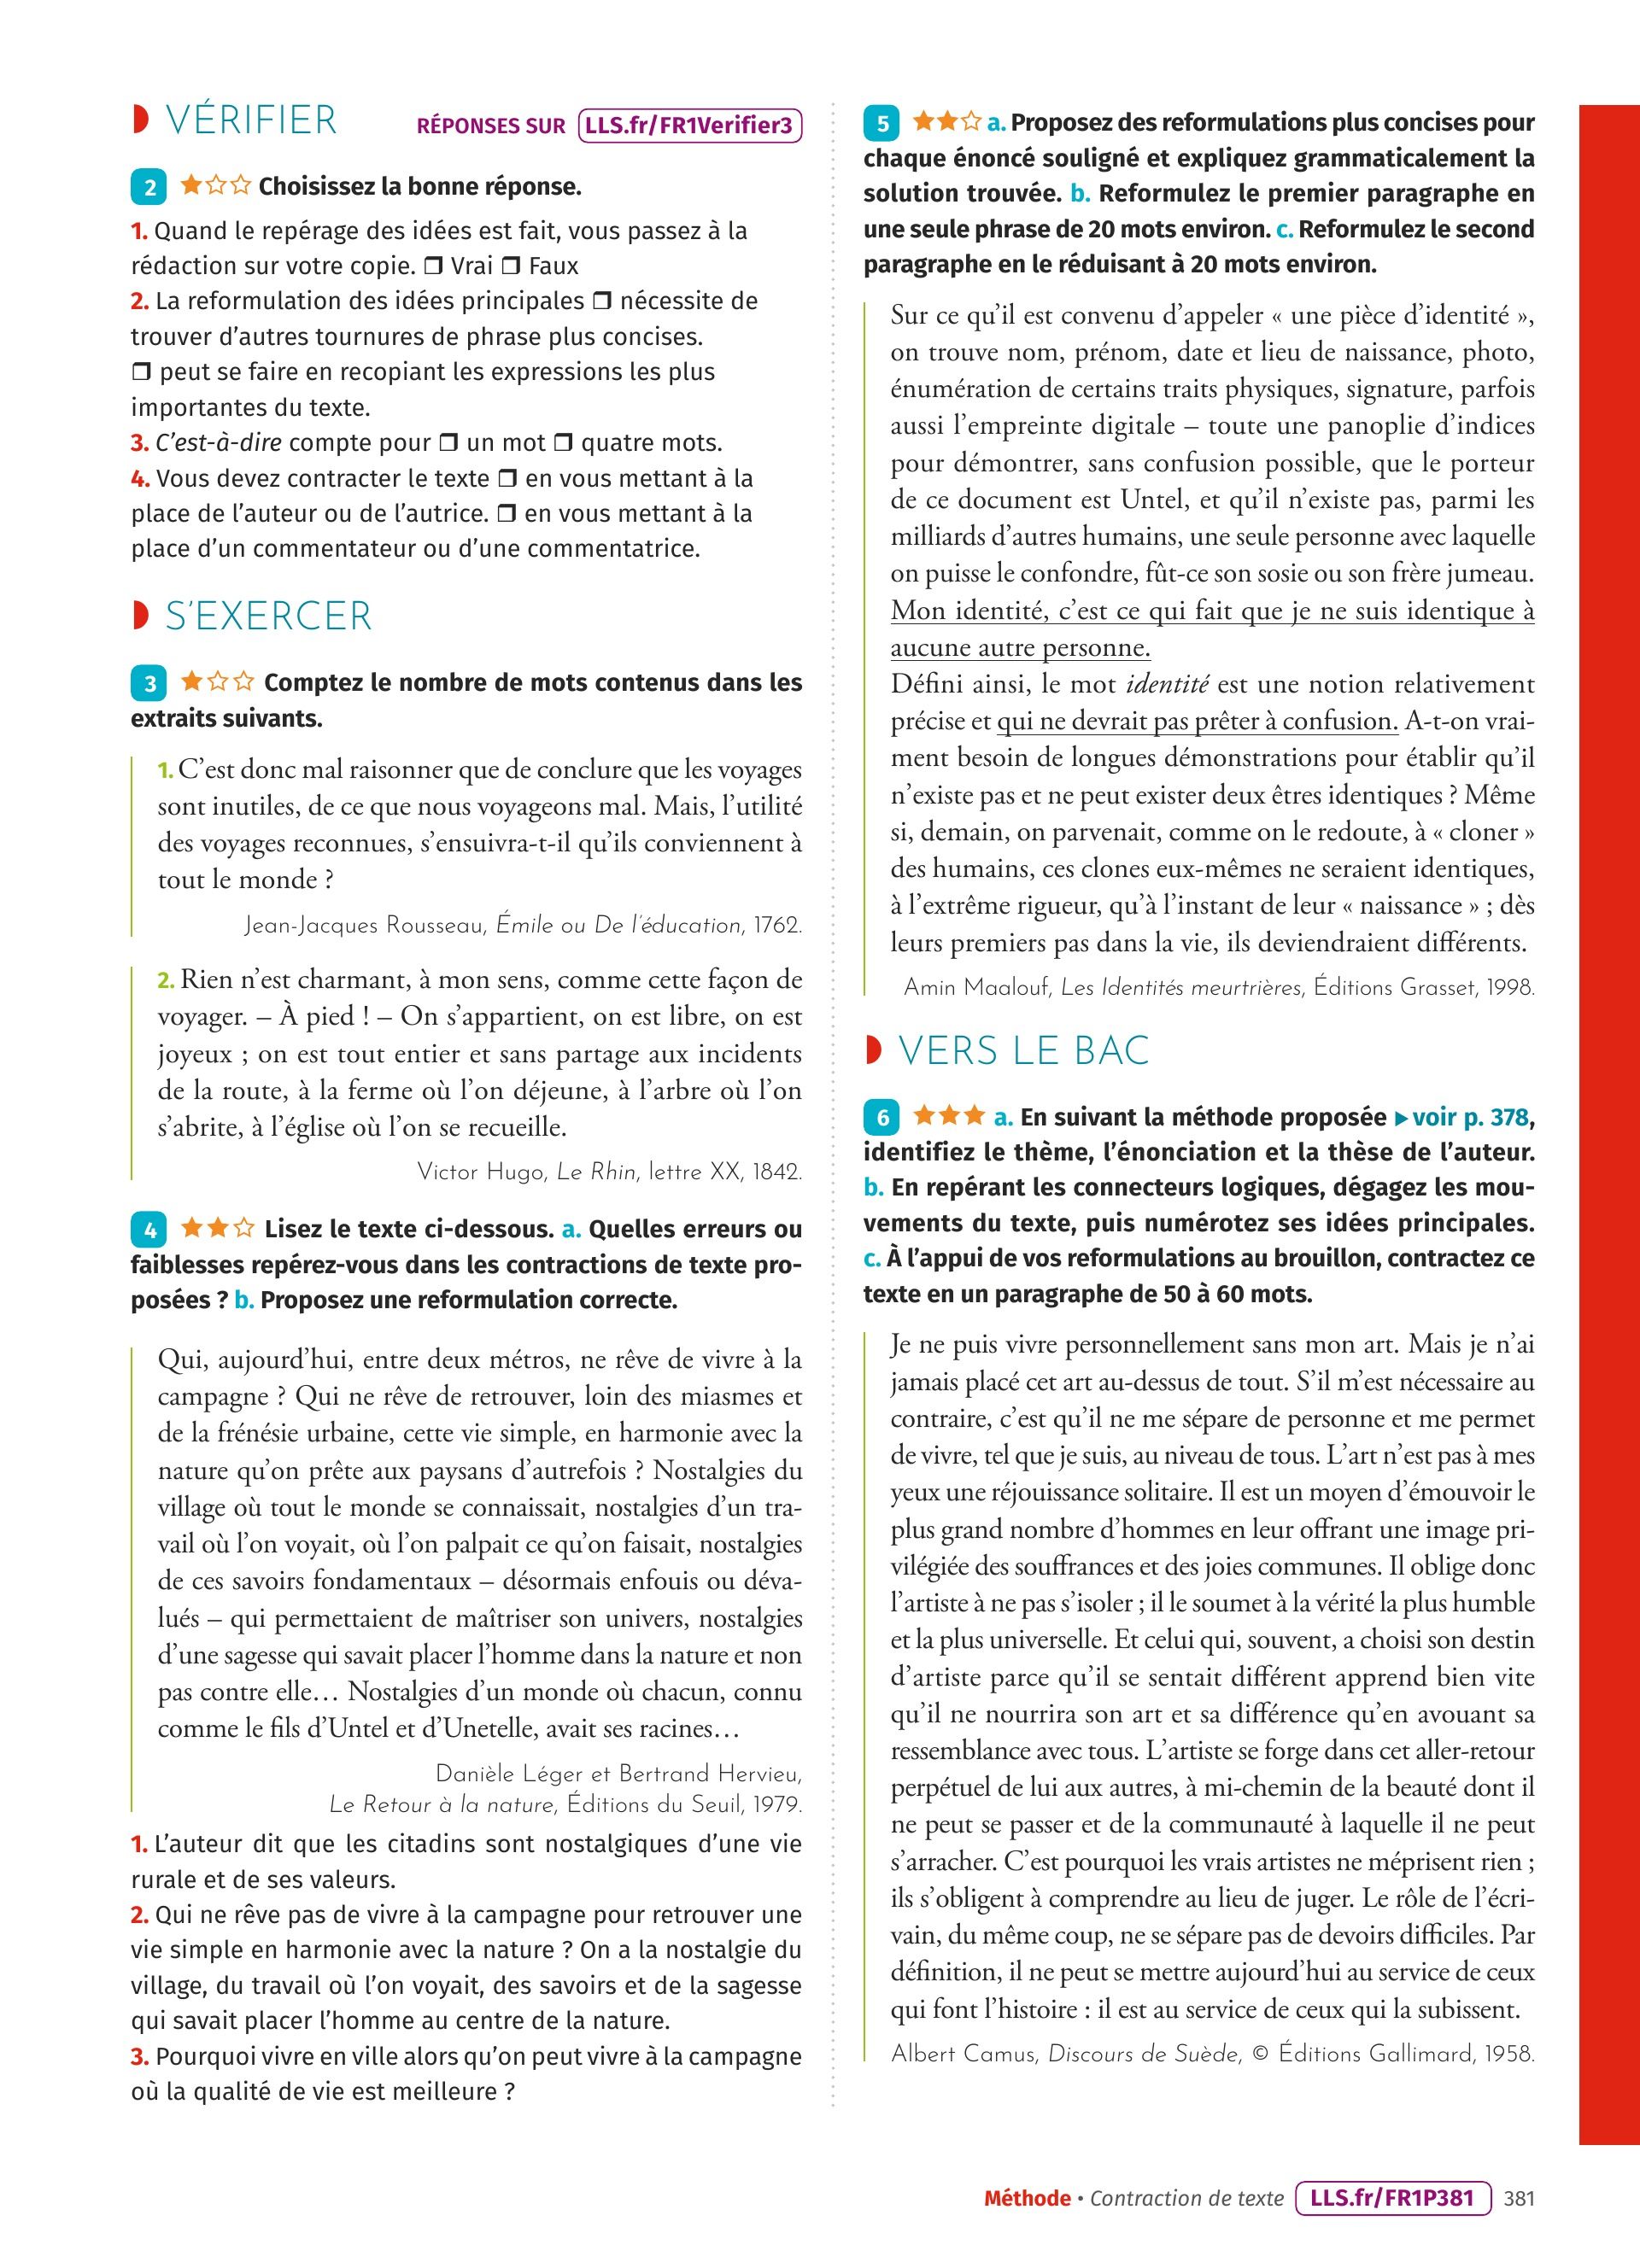 VÉRIFIER
RÉPONSES SUR LLS.fr/FR1Verifier3
2 ★☆☆ Choisissez la bonne réponse.
1. Quand le repérage des idées est fait, vous passez à la
rédaction sur votre copie. ❒ Vrai ❒ Faux
2. La reformulation des idées principales ❒ nécessite de
trouver d’autres tournures de phrase plus concises.
❒ peut se faire en recopiant les expressions les plus
importantes du texte.
3. C’est-à-dire compte pour ❒ un mot ❒ quatre mots.
4. Vous devez contracter le texte ❒ en vous mettant à la
place de l’auteur ou de l’autrice. ❒ en vous mettant à la
place d’un commentateur ou d’une commentatrice.
S’EXERCER
3 ★☆☆ Comptez le nombre de mots contenus dans les
extraits suivants.
1. C’est donc mal raisonner que de conclure que les voyages
sont inutiles, de ce que nous voyageons mal. Mais, l’utilité
des voyages reconnues, s’ensuivra-t-il qu’ils conviennent à
tout le monde ?
Jean-Jacques Rousseau, Émile ou De l’éducation, 1762.
2. Rien n’est charmant, à mon sens, comme cette façon de
voyager. – À pied ! – On s’appartient, on est libre, on est
joyeux ; on est tout entier et sans partage aux incidents
de la route, à la ferme où l’on déjeune, à l’arbre où l’on
s’abrite, à l’église où l’on se recueille.
Victor Hugo, Le Rhin, lettre XX, 1842.
4 ★★☆ Lisez le texte ci-dessous. a. Quelles erreurs ou
faiblesses repérez-vous dans les contractions de texte pro-
posées ? b. Proposez une reformulation correcte.
Qui, aujourd’hui, entre deux métros, ne rêve de vivre à la
campagne ? Qui ne rêve de retrouver, loin des miasmes et
de la frénésie urbaine, cette vie simple, en harmonie avec la
nature qu’on prête aux paysans d’autrefois ? Nostalgies du
village où tout le monde se connaissait, nostalgies d’un tra-
vail où l’on voyait, où l’on palpait ce qu’on faisait, nostalgies
de ces savoirs fondamentaux – désormais enfouis ou déva-
lués – qui permettaient de maîtriser son univers, nostalgies
d’une sagesse qui savait placer l’homme dans la nature et non
pas contre elle… Nostalgies d’un monde où chacun, connu
comme le fils d’Untel et d’Unetelle, avait ses racines…
Danièle Léger et Bertrand Hervieu,
Le Retour à la nature, Éditions du Seuil, 1979.
1. L’auteur dit que les citadins sont nostalgiques d’une vie
rurale et de ses valeurs.
2. Qui ne rêve pas de vivre à la campagne pour retrouver une
vie simple en harmonie avec la nature ? On a la nostalgie du
village, du travail où l’on voyait, des savoirs et de la sagesse
qui savait placer l’homme au centre de la nature.
3. Pourquoi vivre en ville alors qu’on peut vivre à la campagne
où la qualité de vie est meilleure ?
5 ★★☆ a. Proposez des reformulations plus concises pour
chaque énoncé souligné et expliquez grammaticalement la
solution trouvée. b. Reformulez le premier paragraphe en
une seule phrase de 20 mots environ. c. Reformulez le second
paragraphe en le réduisant à 20 mots environ.
Sur ce qu’il est convenu d’appeler « une pièce d’identité »,
on trouve nom, prénom, date et lieu de naissance, photo,
énumération de certains traits physiques, signature, parfois
aussi l’empreinte digitale – toute une panoplie d’indices
pour démontrer, sans confusion possible, que le porteur
de ce document est Untel, et qu’il n’existe pas, parmi les
milliards d’autres humains, une seule personne avec laquelle
on puisse le confondre, fût-ce son sosie ou son frère jumeau.
Mon identité, c’est ce qui fait que je ne suis identique à
aucune autre personne.
Défini ainsi, le mot identité est une notion relativement
précise et qui ne devrait pas prêter à confusion. A-t-on vrai-
ment besoin de longues démonstrations pour établir qu’il
n’existe pas et ne peut exister deux êtres identiques ? Même
si, demain, on parvenait, comme on le redoute, à « cloner »
des humains, ces clones eux-mêmes ne seraient identiques,
à l’extrême rigueur, qu’à l’instant de leur « naissance » ; dès
leurs premiers pas dans la vie, ils deviendraient différents.
Amin Maalouf, Les Identités meurtrières, Éditions Grasset, 1998.
VERS LE BAC
6 ★★★ a. En suivant la méthode proposée ▶ voir p. 378,
identifiez le thème, l’énonciation et la thèse de l’auteur.
b. En repérant les connecteurs logiques, dégagez les mou-
vements du texte, puis numérotez ses idées principales.
c. À l’appui de vos reformulations au brouillon, contractez ce
texte en un paragraphe de 50 à 60 mots.
Je ne puis vivre personnellement sans mon art. Mais je n’ai
jamais placé cet art au-dessus de tout. S’il m’est nécessaire au
contraire, c’est qu’il ne me sépare de personne et me permet
de vivre, tel que je suis, au niveau de tous. L’art n’est pas à mes
yeux une réjouissance solitaire. Il est un moyen d’émouvoir le
plus grand nombre d’hommes en leur offrant une image pri-
vilégiée des souffrances et des joies communes. Il oblige donc
l’artiste à ne pas s’isoler ; il le soumet à la vérité la plus humble
et la plus universelle. Et celui qui, souvent, a choisi son destin
d’artiste parce qu’il se sentait différent apprend bien vite
qu’il ne nourrira son art et sa différence qu’en avouant sa
ressemblance avec tous. L’artiste se forge dans cet aller-retour
perpétuel de lui aux autres, à mi-chemin de la beauté dont il
ne peut se passer et de la communauté à laquelle il ne peut
s’arracher. C’est pourquoi les vrais artistes ne méprisent rien ;
ils s’obligent à comprendre au lieu de juger. Le rôle de l’écri-
vain, du même coup, ne se sépare pas de devoirs difficiles. Par
définition, il ne peut se mettre aujourd’hui au service de ceux
qui font l’histoire : il est au service de ceux qui la subissent.
Albert Camus, Discours de Suède, © Éditions Gallimard, 1958.
Méthode • Contraction de texte LLS.fr/FR1P381 381